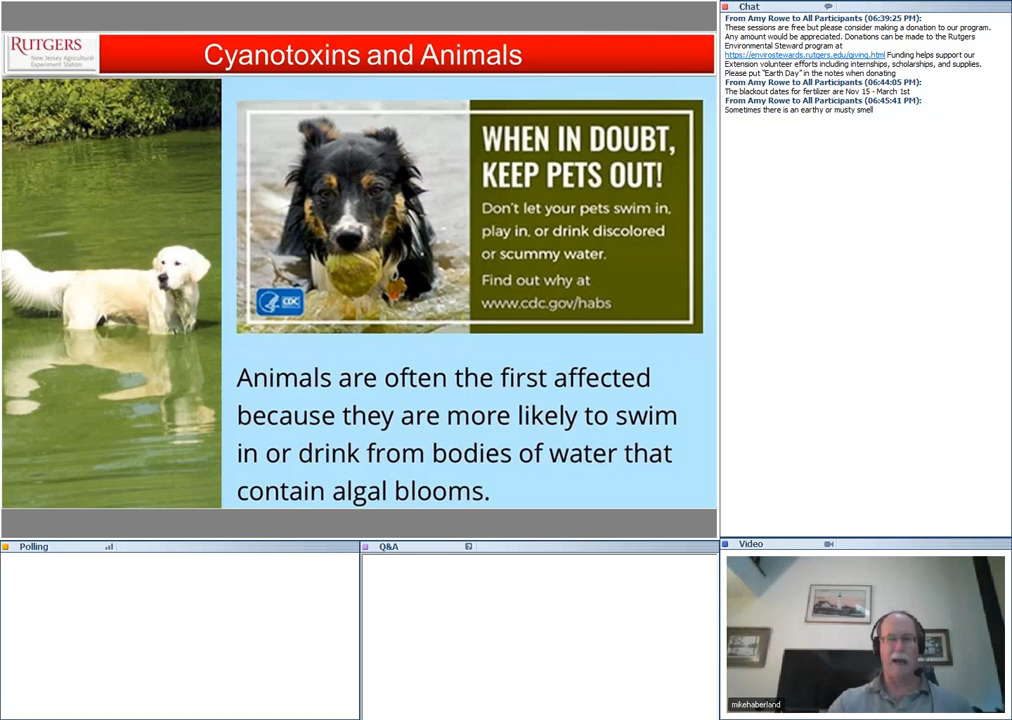 RUTGERS
New Jersey Agricultural
Experiment Station
Cyanotoxins and Animals
WHEN IN DOUBT,
KEEP PETS OUT!
Don't let your pets swim in,
play in, or drink discolored
or scummy water.
Find out why at
www.cdc.gov/habs
CDC
Animals are often the first affected
because they are more likely to swim
in or drink from bodies of water that
contain algal blooms.
Chat
From Amy Rowe to All Participants (06:39:25 PM):
These sessions are free but please consider making a donation to our program.
Any amount would be appreciated. Donations can be made to the Rutgers
Environmental Steward program at
https://envirostewards.rutgers.edu/giving.html Funding helps support our
Extension volunteer efforts including internships, scholarships, and supplies.
Please put "Earth Day" in the notes when donating
From Amy Rowe to All Participants (06:44:05 PM):
The blackout dates for fertilizer are Nov 15 - March 1st
From Amy Rowe to All Participants (06:45:41 PM):
Sometimes there is an earthy or musty smell
Polling
Q&A
Video
mikehaberland